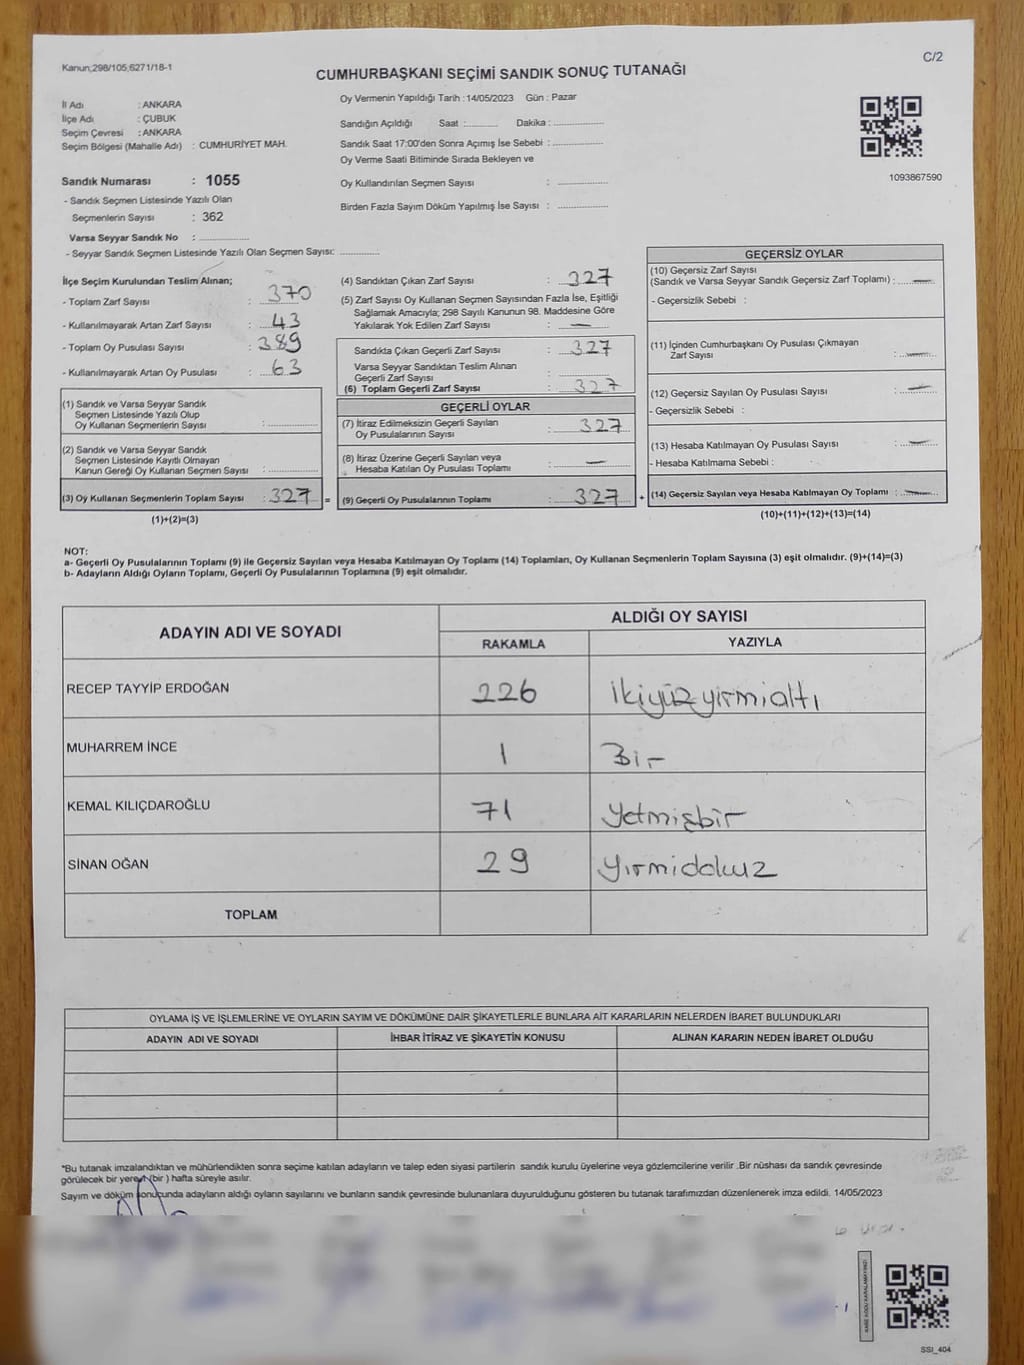 Kanun;298/105,6271/18-1
C/2
CUMHURBAŞKANI SEÇİMİ SANDIK SONUÇ TUTANAĞI
İl Adı : ANKARA
İlçe Adı : ÇUBUK
Seçim Çevresi : ANKARA
Seçim Bölgesi (Mahalle Adı) : CUMHURİYET MAH.
Oy Vermenin Yapıldığı Tarih : 14/05/2023 Gün : Pazar
Sandığın Açıldığı Saat :........... Dakika : ..................
Sandık Saat 17:00'den Sonra Açımış İse Sebebi : ..................
Oy Verme Saati Bitiminde Sırada Bekleyen ve
Oy Kullandırılan Seçmen Sayısı : ..................
Birden Fazla Sayım Döküm Yapılmış İse Sayısı : ..................
1093867590
Sandık Numarası : 1055
- Sandık Seçmen Listesinde Yazılı Olan
Seçmenlerin Sayısı : 362
Varsa Seyyar Sandık No : ..................
- Seyyar Sandık Seçmen Listesinde Yazılı Olan Seçmen Sayısı: ..............
İlçe Seçim Kurulundan Teslim Alınan;
- Toplam Zarf Sayısı : 370
- Kullanılmayarak Artan Zarf Sayısı : 43
- Toplam Oy Pusulası Sayısı : 389
- Kullanılmayarak Artan Oy Pusulası : 63
(1) Sandık ve Varsa Seyyar Sandık
Seçmen Listesinde Yazılı Olup
Oy Kullanan Seçmenlerin Sayısı : ..................
(2) Sandık ve Varsa Seyyar Sandık
Seçmen Listesinde Kayıtlı Olmayan
Kanun Gereği Oy Kullanan Seçmen Sayısı : ..................
(3) Oy Kullanan Seçmenlerin Toplam Sayısı : 327 =
(1)+(2)=(3)
(4) Sandıktan Çıkan Zarf Sayısı : 327
(5) Zarf Sayısı Oy Kullanan Seçmen Sayısından Fazla İse, Eşitliği
Sağlamak Amacıyla; 298 Sayılı Kanunun 98. Maddesine Göre
Yakılarak Yok Edilen Zarf Sayısı : —
Sandıkta Çıkan Geçerli Zarf Sayısı : 327
Varsa Seyyar Sandıktan Teslim Alınan
Geçerli Zarf Sayısı : ..................
(6) Toplam Geçerli Zarf Sayısı : 327
GEÇERLİ OYLAR
(7) İtiraz Edilmeksizin Geçerli Sayılan
Oy Pusulalarının Sayısı : 327
(8) İtiraz Üzerine Geçerli Sayılan veya
Hesaba Katılan Oy Pusulası Toplamı : —
(9) Geçerli Oy Pusulalarının Toplamı : 327 +
GEÇERSİZ OYLAR
(10) Geçersiz Zarf Sayısı
(Sandık ve Varsa Seyyar Sandık Geçersiz Zarf Toplamı) : —
- Geçersizlik Sebebi :
(11) İçinden Cumhurbaşkanı Oy Pusulası Çıkmayan
Zarf Sayısı : —
(12) Geçersiz Sayılan Oy Pusulası Sayısı : —
- Geçersizlik Sebebi :
(13) Hesaba Katılmayan Oy Pusulası Sayısı : —
- Hesaba Katılmama Sebebi :
(14) Geçersiz Sayılan veya Hesaba Katılmayan Oy Toplamı : —
(10)+(11)+(12)+(13)=(14)
NOT:
a- Geçerli Oy Pusulalarının Toplamı (9) ile Geçersiz Sayılan veya Hesaba Katılmayan Oy Toplamı (14) Toplamları, Oy Kullanan Seçmenlerin Toplam Sayısına (3) eşit olmalıdır. (9)+(14)=(3)
b- Adayların Aldığı Oyların Toplamı, Geçerli Oy Pusulalarının Toplamına (9) eşit olmalıdır.
ADAYIN ADI VE SOYADI
ALDIĞI OY SAYISI
RAKAMLA YAZIYLA
RECEP TAYYİP ERDOĞAN 226 ikiyüzyirmialtı
MUHARREM İNCE 1 Bir
KEMAL KILIÇDAROĞLU 71 yetmişbir
SİNAN OĞAN 29 yirmidokuz
TOPLAM
OYLAMA İŞ VE İŞLEMLERİNE VE OYLARIN SAYIM VE DÖKÜMÜNE DAİR ŞİKAYETLERLE BUNLARA AİT KARARLARIN NELERDEN İBARET BULUNDUKLARI
ADAYIN ADI VE SOYADI İHBAR İTİRAZ VE ŞİKAYETİN KONUSU ALINAN KARARIN NEDEN İBARET OLDUĞU
*Bu tutanak imzalandıktan ve mühürlendikten sonra seçime katılan adayların ve talep eden siyasi partilerin sandık kurulu üyelerine veya gözlemcilerine verilir .Bir nüshası da sandık çevresinde
görülecek bir yere (bir ) hafta süreyle asılır.
Sayım ve döküm sonucunda adayların aldığı oyların sayılarını ve bunların sandık çevresinde bulunanlara duyurulduğunu gösteren bu tutanak tarafımızdan düzenlenerek imza edildi. 14/05/2023
KARE KODU KARALAMAYINIZ!
SSI_404